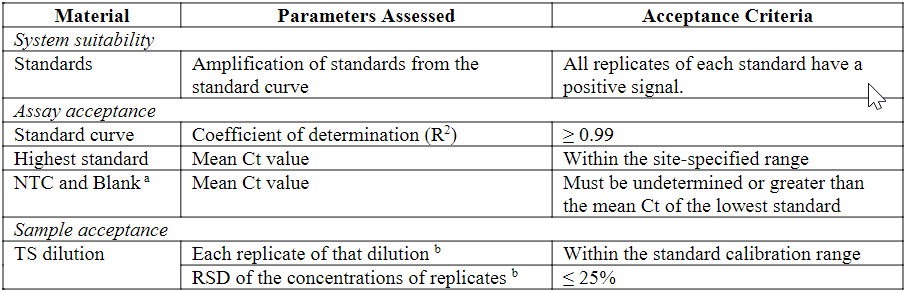 Material Parameters Assessed Acceptance Criteria
System suitability
Standards Amplification of standards from the All replicates of each standard have a
standard curve positive signal.
Assay acceptance
Standard curve Coefficient of determination (R²) ≥ 0.99
Highest standard Mean Ct value Within the site-specified range
NTC and Blank ᵃ Mean Ct value Must be undetermined or greater than
the mean Ct of the lowest standard
Sample acceptance
TS dilution Each replicate of that dilution ᵇ Within the standard calibration range
RSD of the concentrations of replicates ᵇ ≤ 25%